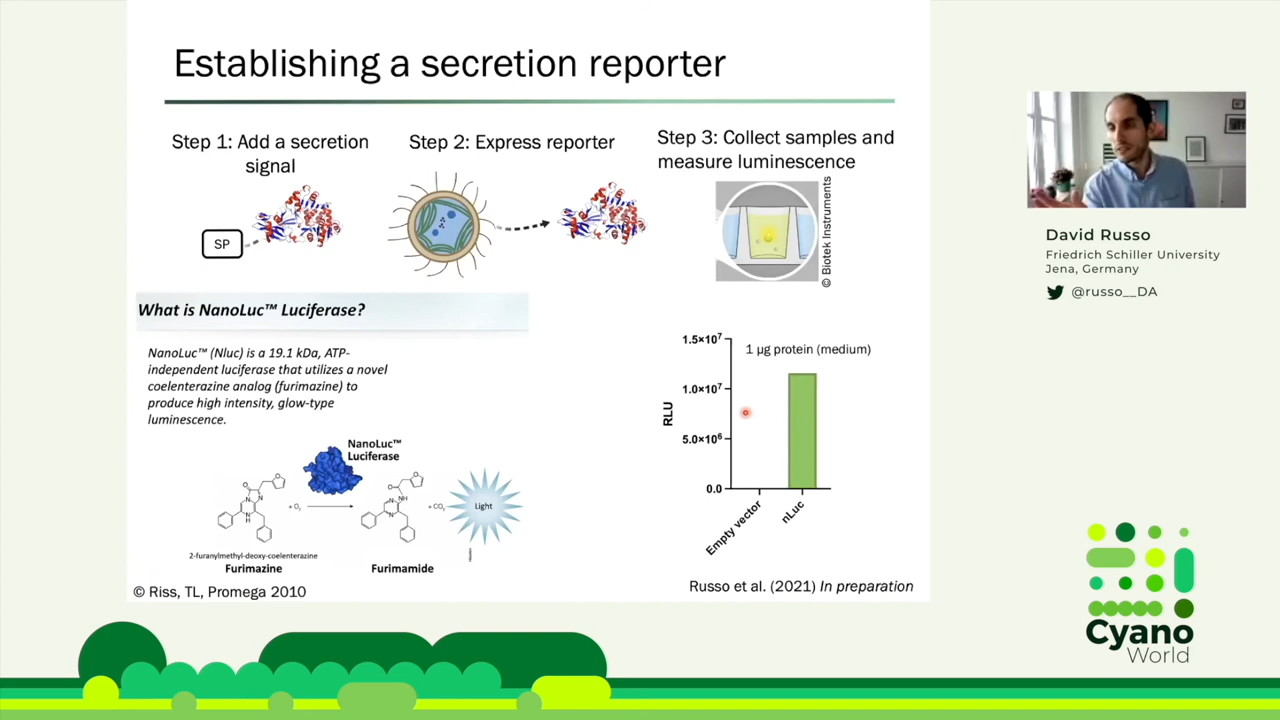 Establishing a secretion reporter
Step 1: Add a secretion
signal
SP
Step 2: Express reporter
Step 3: Collect samples and
measure luminescence
© Biotek Instruments
What is NanoLuc™ Luciferase?
NanoLuc™ (Nluc) is a 19.1 kDa, ATP-
independent luciferase that utilizes a novel
coelenterazine analog (furimazine) to
produce high intensity, glow-type
luminescence.
NanoLuc™
Luciferase
O
O
N
N
N
H
+ O₂
O
O
NH
N
N
+ CO₂
Light
2-furanylmethyl-deoxy-coelenterazine
Furimazine
Furimamide
© Riss, TL, Promega 2010
1 µg protein (medium)
RLU
1.5×10⁷
1.0×10⁷
5.0×10⁶
0.0
Empty vector
nLuc
Russo et al. (2021) In preparation
David Russo
Friedrich Schiller University
Jena, Germany
@russo__DA
Cyano
World